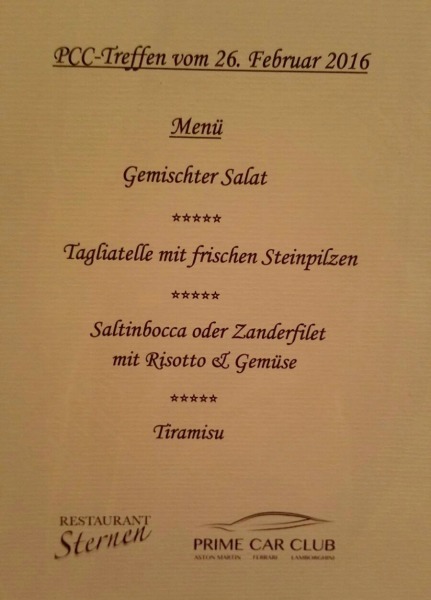 PCC-Treffen vom 26. Februar 2016
Menü
Gemischter Salat
*****
Tagliatelle mit frischen Steinpilzen
*****
Saltinbocca oder Zanderfilet
mit Risotto & Gemüse
*****
Tiramisu
RESTAURANT
Sternen
PRIME CAR CLUB
ASTON MARTIN FERRARI LAMBORGHINI